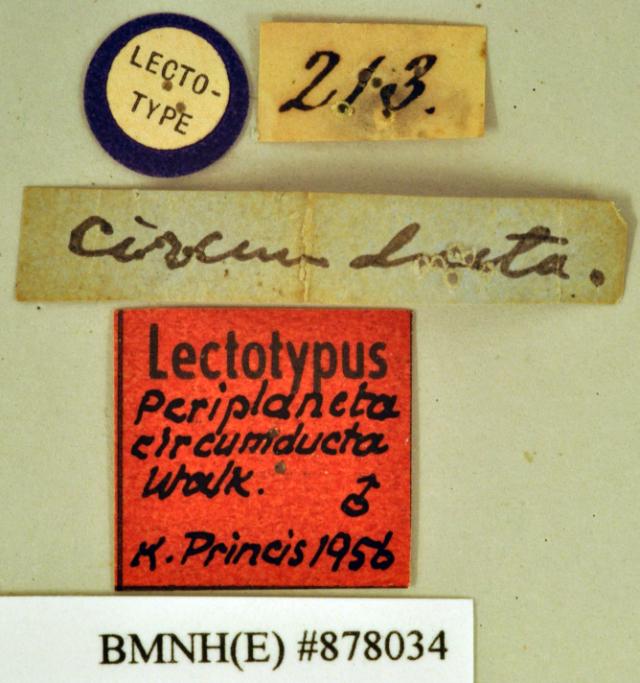 LECTO-
TYPE
213.
circumducta.
Lectotypus
Periplaneta
circumducta
Walk.
♂
K. Princis 1956
BMNH(E) #878034